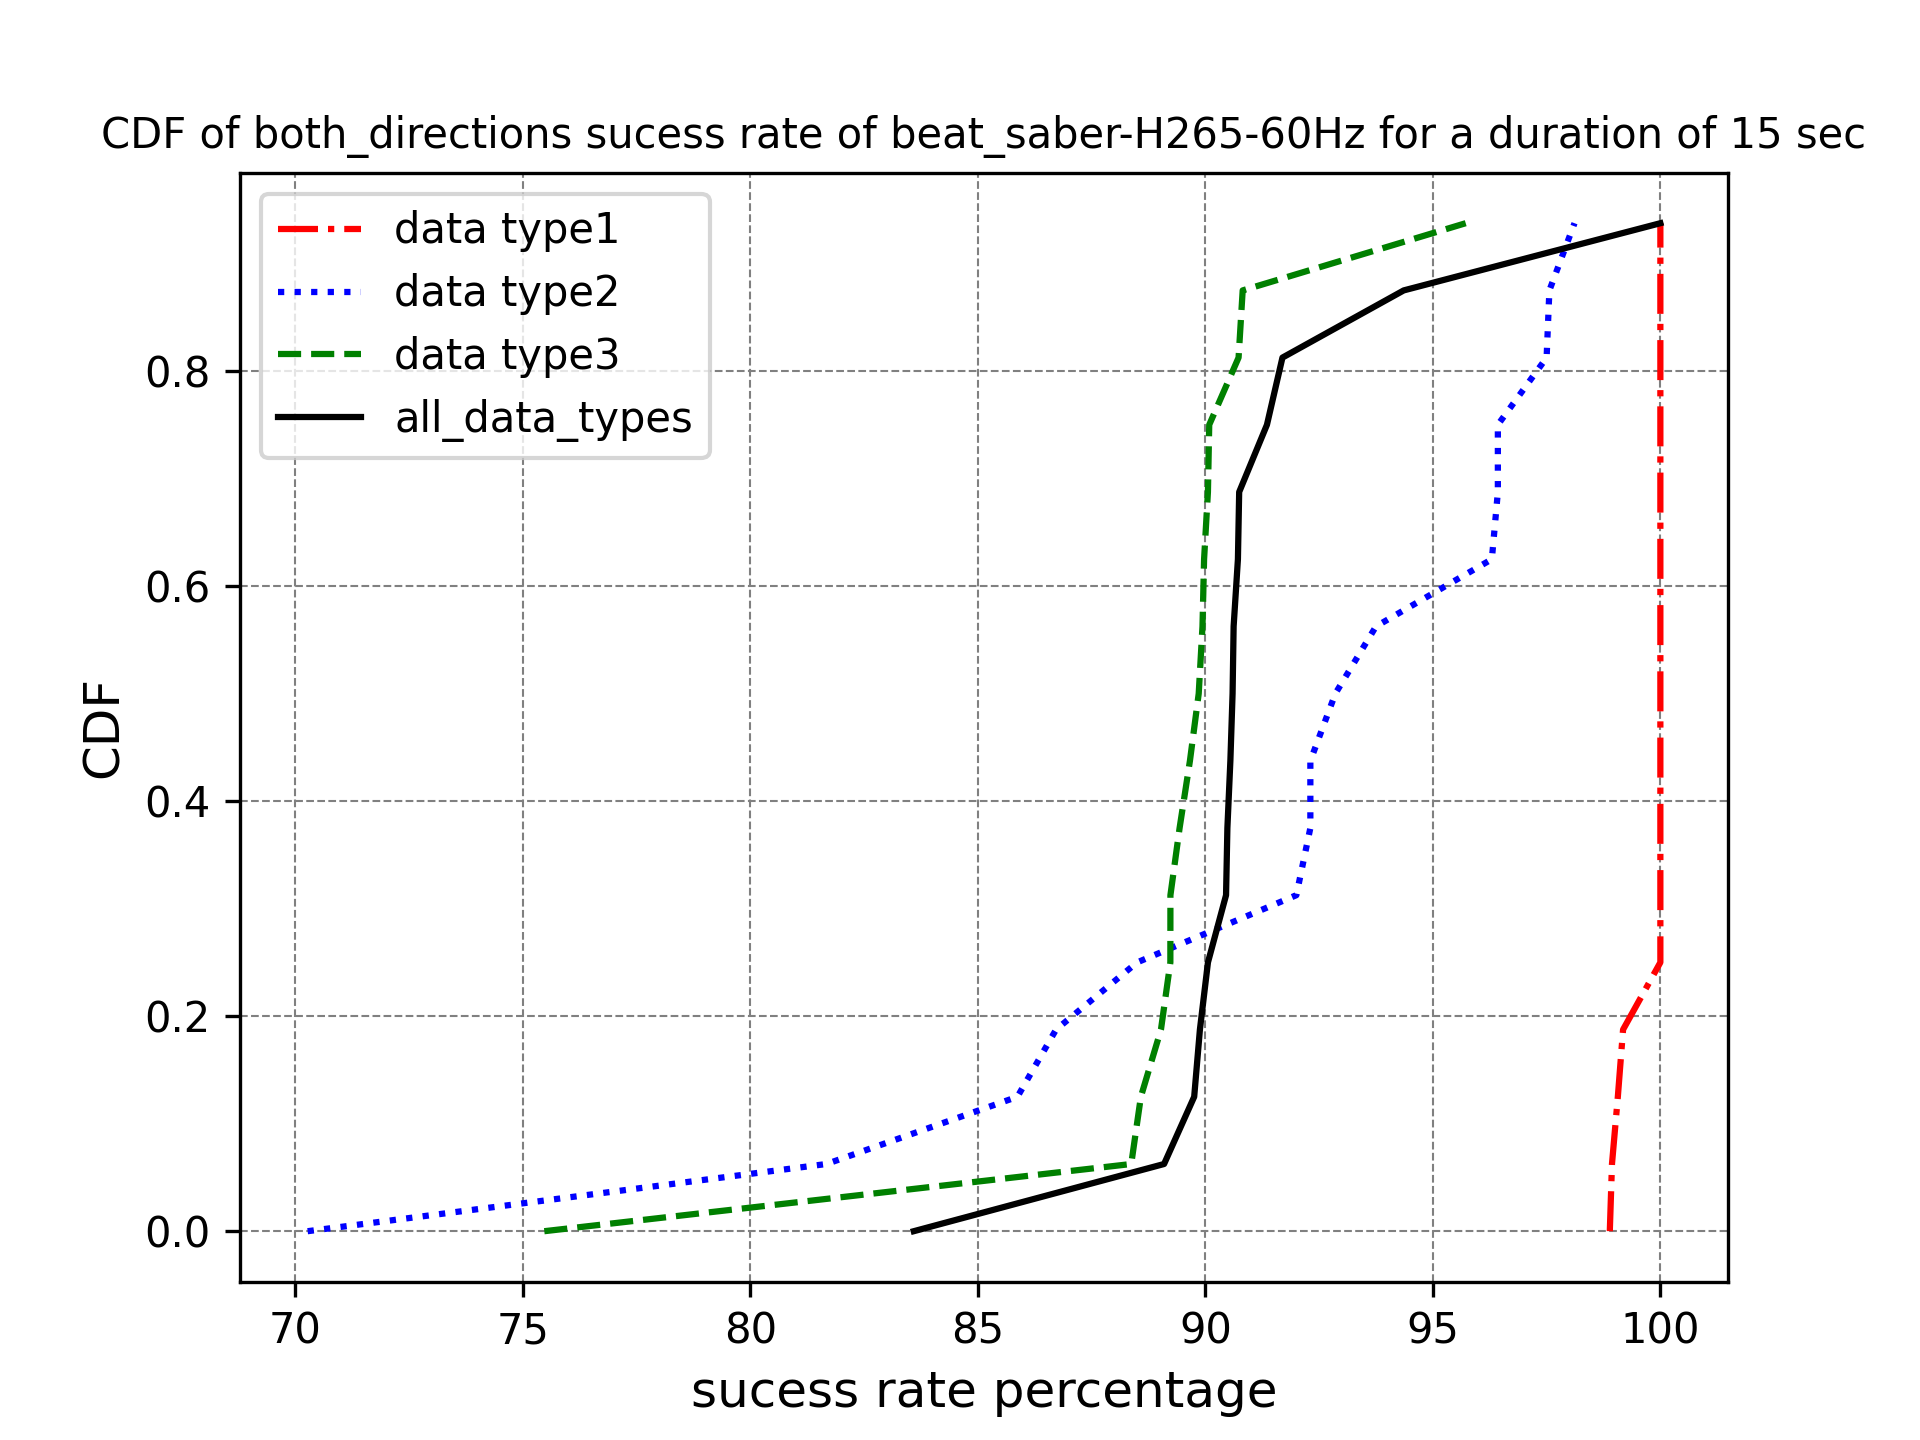 CDF of both_directions sucess rate of beat_saber-H265-60Hz for a duration of 15 sec
data type1
data type2
data type3
all_data_types
CDF
0.8
0.6
0.4
0.2
0.0
70 75 80 85 90 95 100
sucess rate percentage